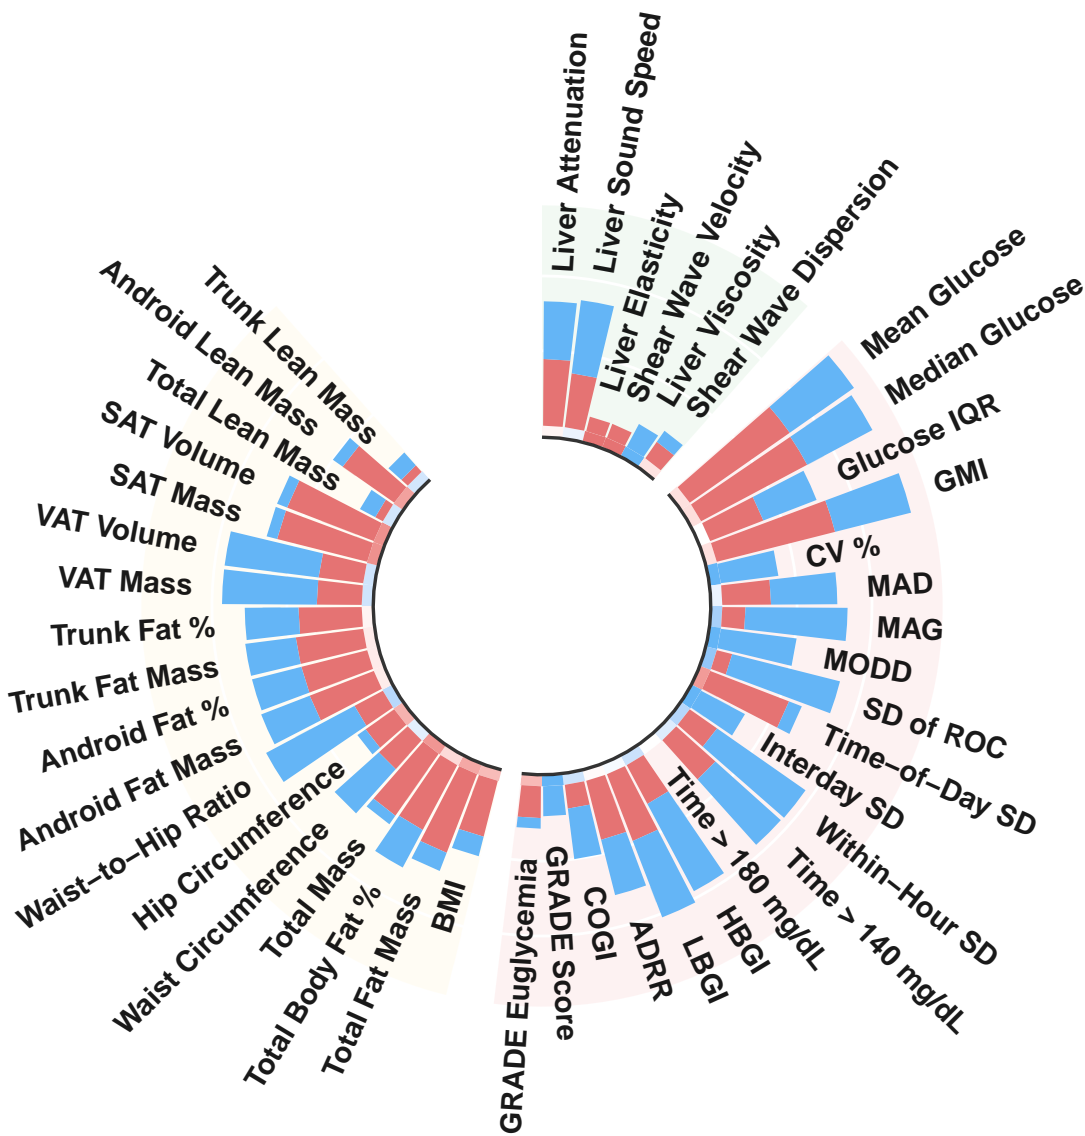 Liver Attenuation
Liver Sound Speed
Liver Elasticity
Shear Wave Velocity
Liver Viscosity
Shear Wave Dispersion
Mean Glucose
Median Glucose
Glucose IQR
GMI
CV %
MAD
MAG
MODD
SD of ROC
Time–of–Day SD
Interday SD
Within–Hour SD
Time > 140 mg/dL
Time > 180 mg/dL
HBGI
LBGI
ADRR
COGI
GRADE Score
GRADE Euglycemia
BMI
Total Fat Mass
Total Body Fat %
Total Mass
Waist Circumference
Hip Circumference
Waist–to–Hip Ratio
Android Fat Mass
Android Fat %
Trunk Fat Mass
Trunk Fat %
VAT Mass
VAT Volume
SAT Mass
SAT Volume
Total Lean Mass
Android Lean Mass
Trunk Lean Mass